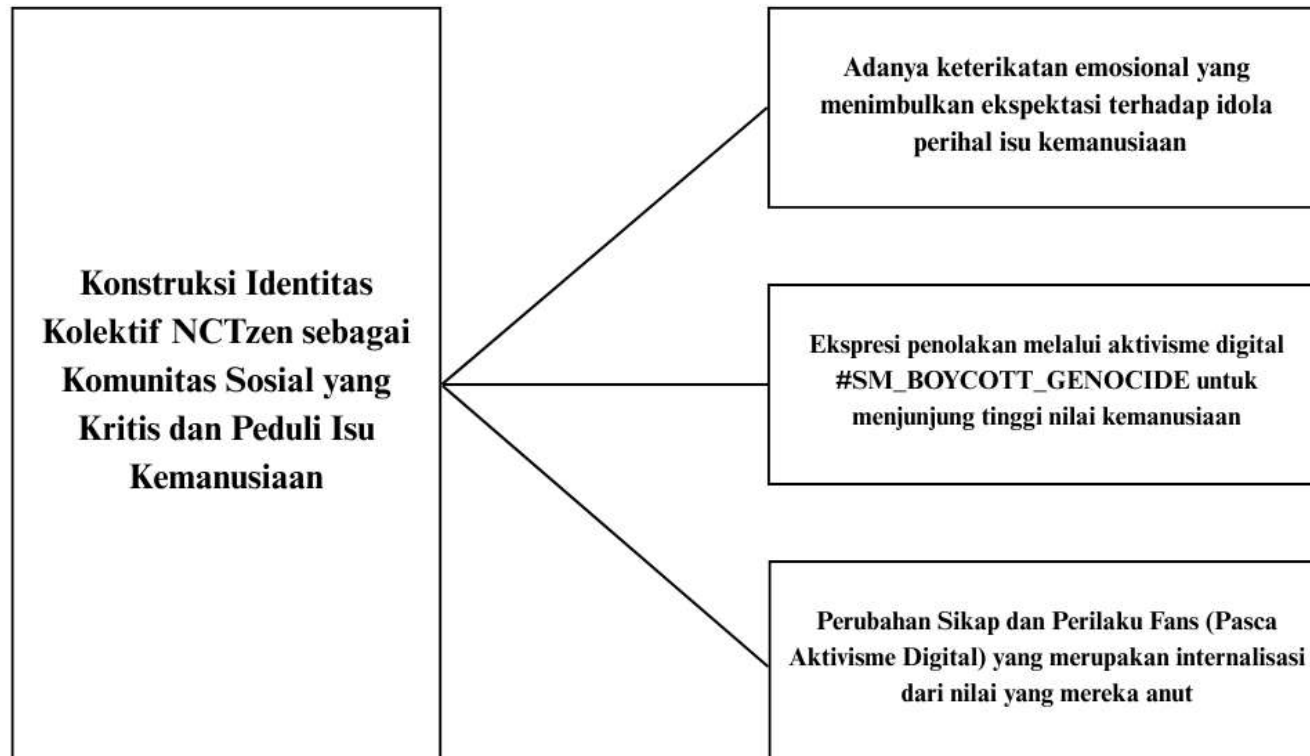 Konstruksi Identitas
Kolektif NCTzen sebagai
Komunitas Sosial yang
Kritis dan Peduli Isu
Kemanusiaan
Adanya keterikatan emosional yang
menimbulkan ekspektasi terhadap idola
perihal isu kemanusiaan
Ekspresi penolakan melalui aktivisme digital
#SM_BOYCOTT_GENOCIDE untuk
menjunjung tinggi nilai kemanusiaan
Perubahan Sikap dan Perilaku Fans (Pasca
Aktivisme Digital) yang merupakan internalisasi
dari nilai yang mereka anut